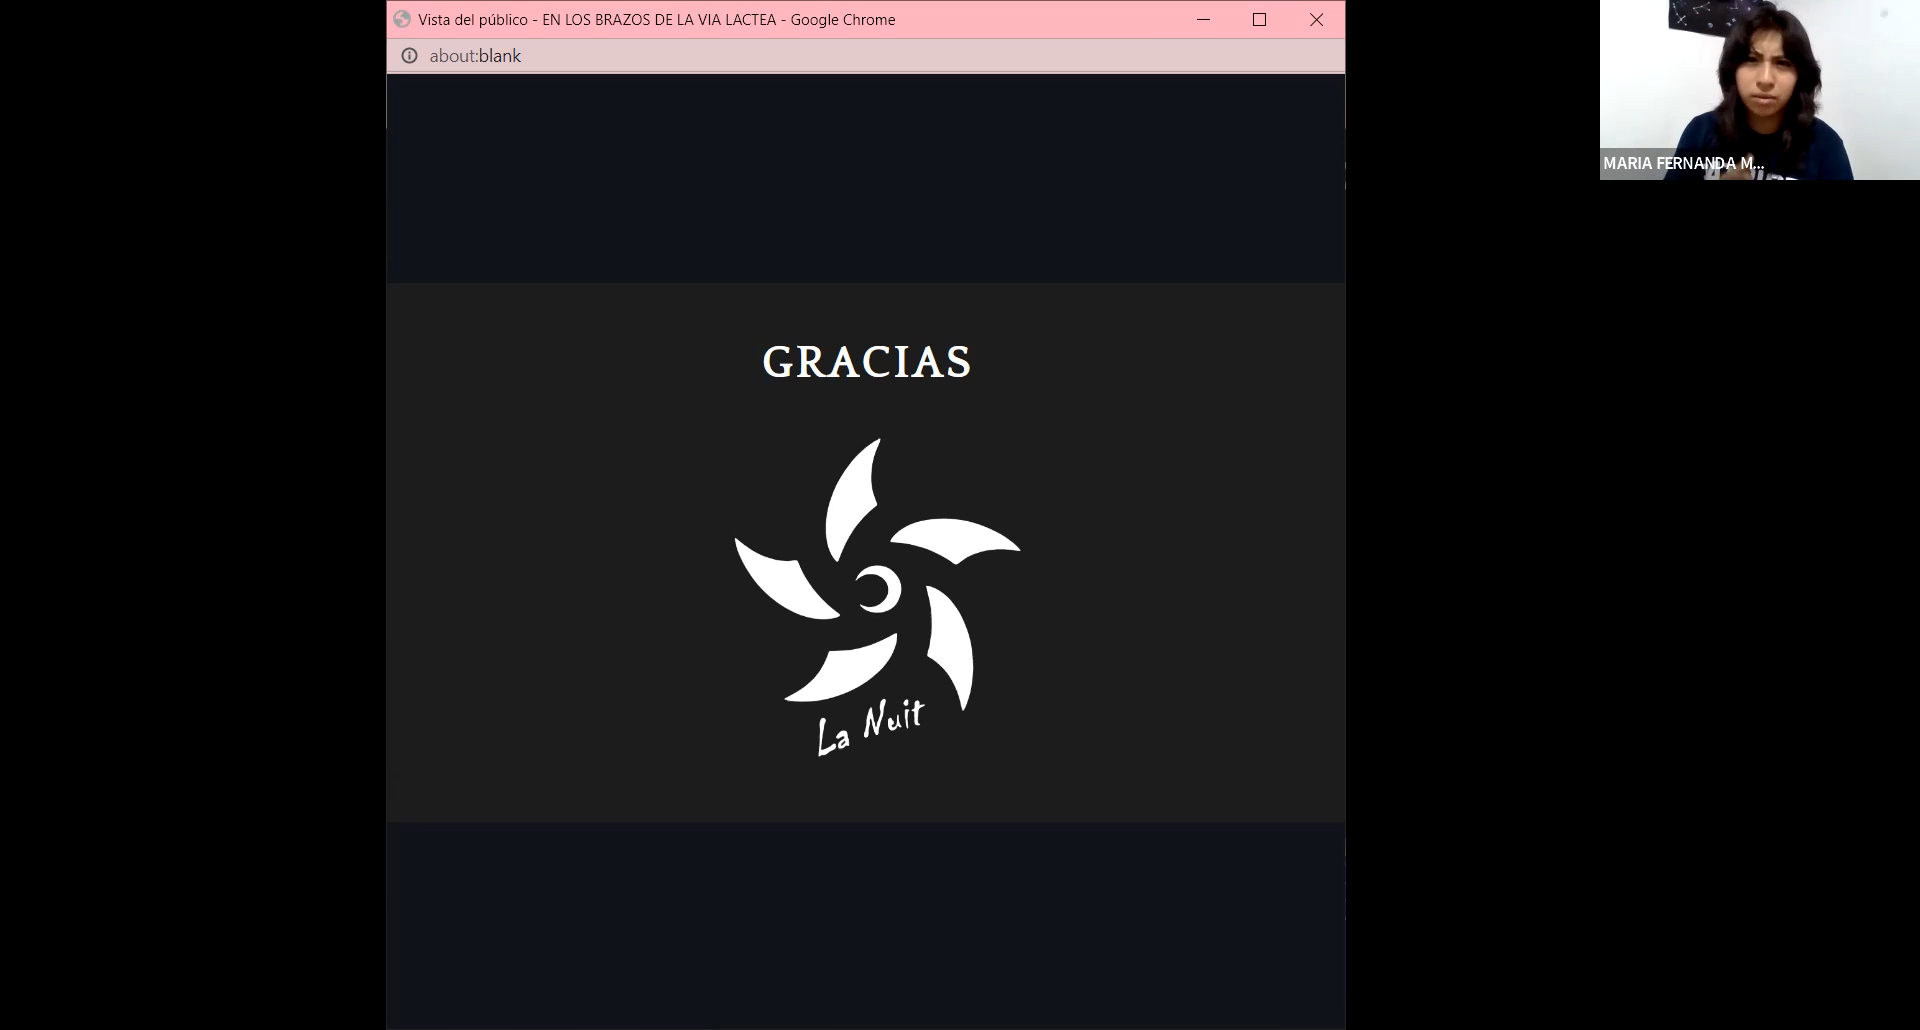 Vista del público - EN LOS BRAZOS DE LA VIA LACTEA - Google Chrome
about:blank
MARIA FERNANDA M...
GRACIAS
La Nuit